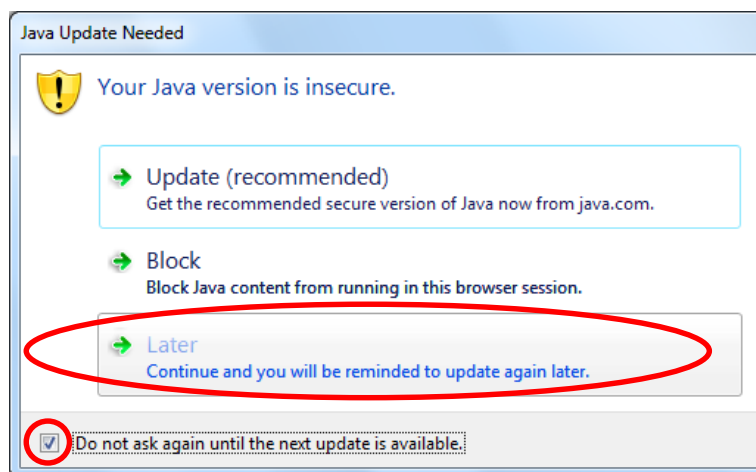 Java Update Needed
Your Java version is insecure.
Update (recommended)
Get the recommended secure version of Java now from java.com.
Block
Block Java content from running in this browser session.
Later
Continue and you will be reminded to update again later.
Do not ask again until the next update is available.